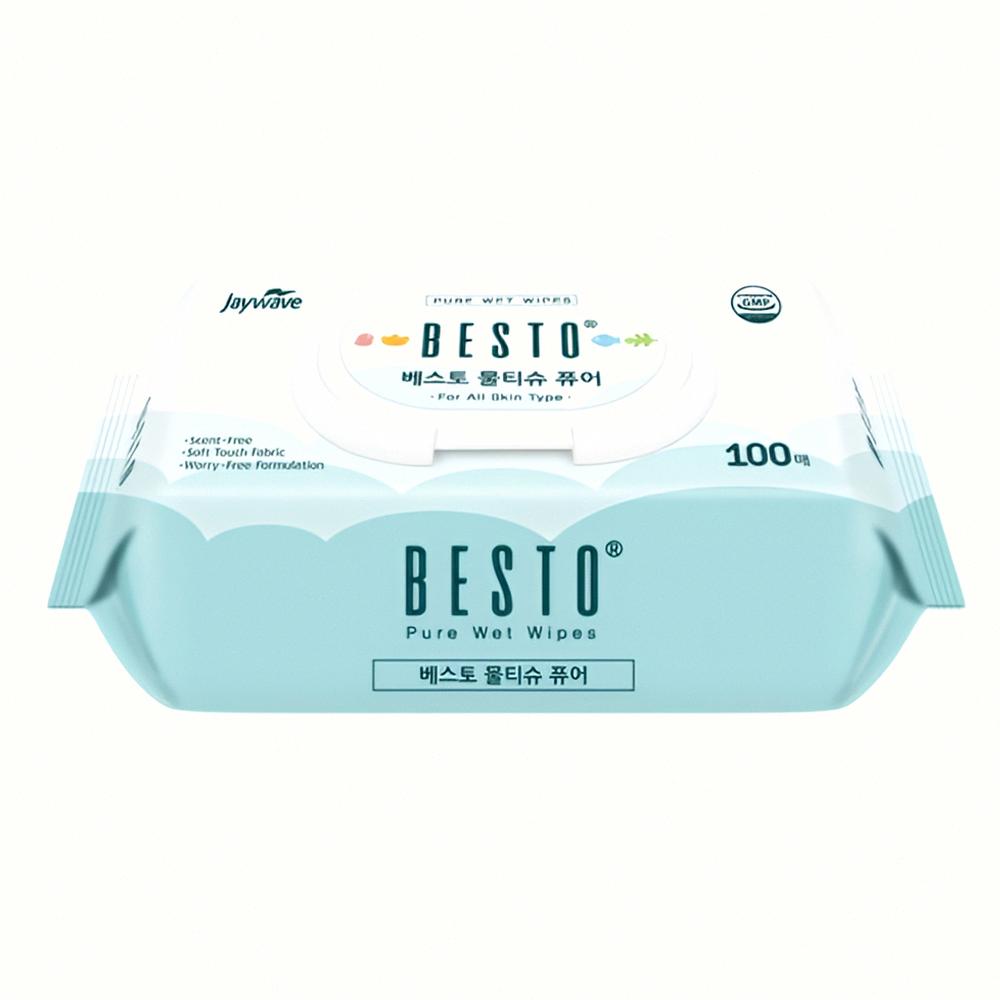 Jaywave
PURE WET WIPES
GMP
BESTO®
베스토 물티슈 퓨어
·For All Skin Type·
·Scent-Free
·Soft Touch Fabric
·Worry-Free Formulation
100매
BESTO®
Pure Wet Wipes
베스토 물티슈 퓨어